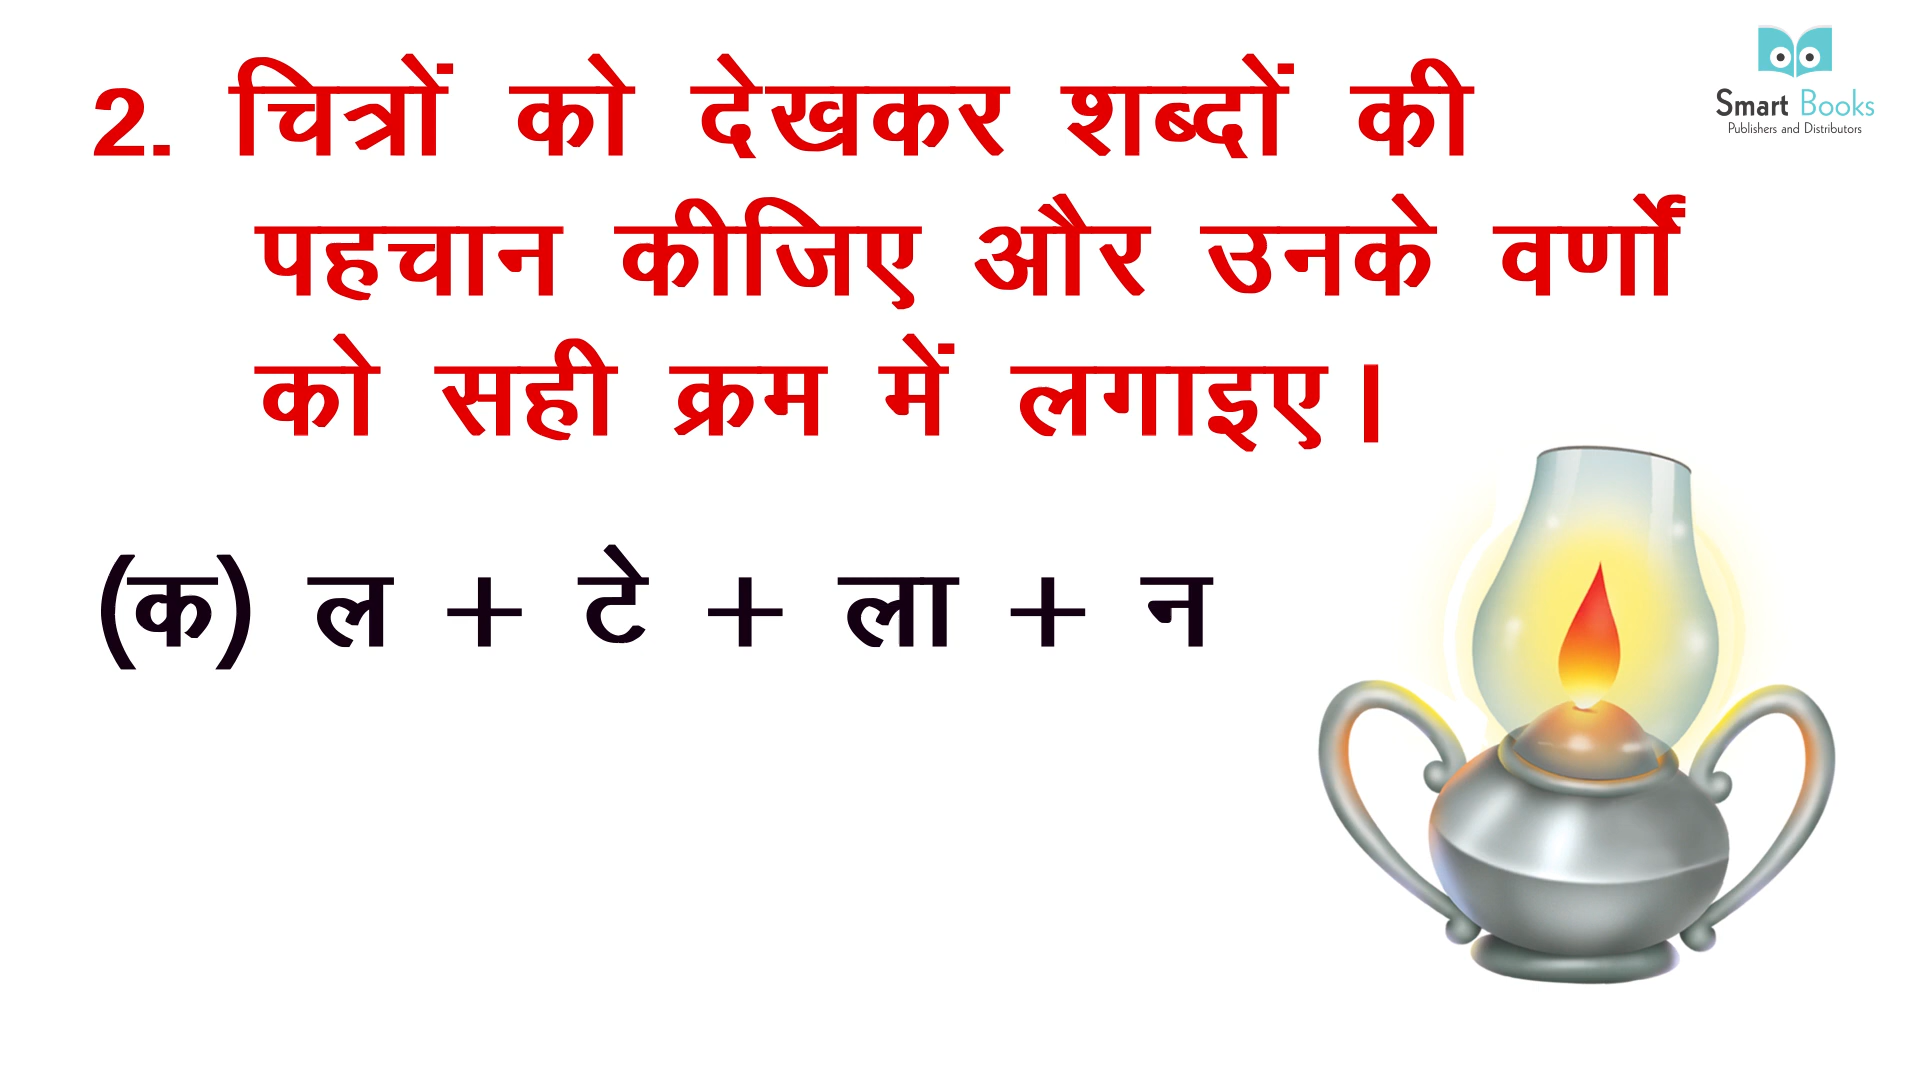 Smart Books
Publishers and Distributors
2. चित्रों को देखकर शब्दों की
पहचान कीजिए और उनके वर्णों
को सही क्रम में लगाइए।
(क) ल + टे + ला + न